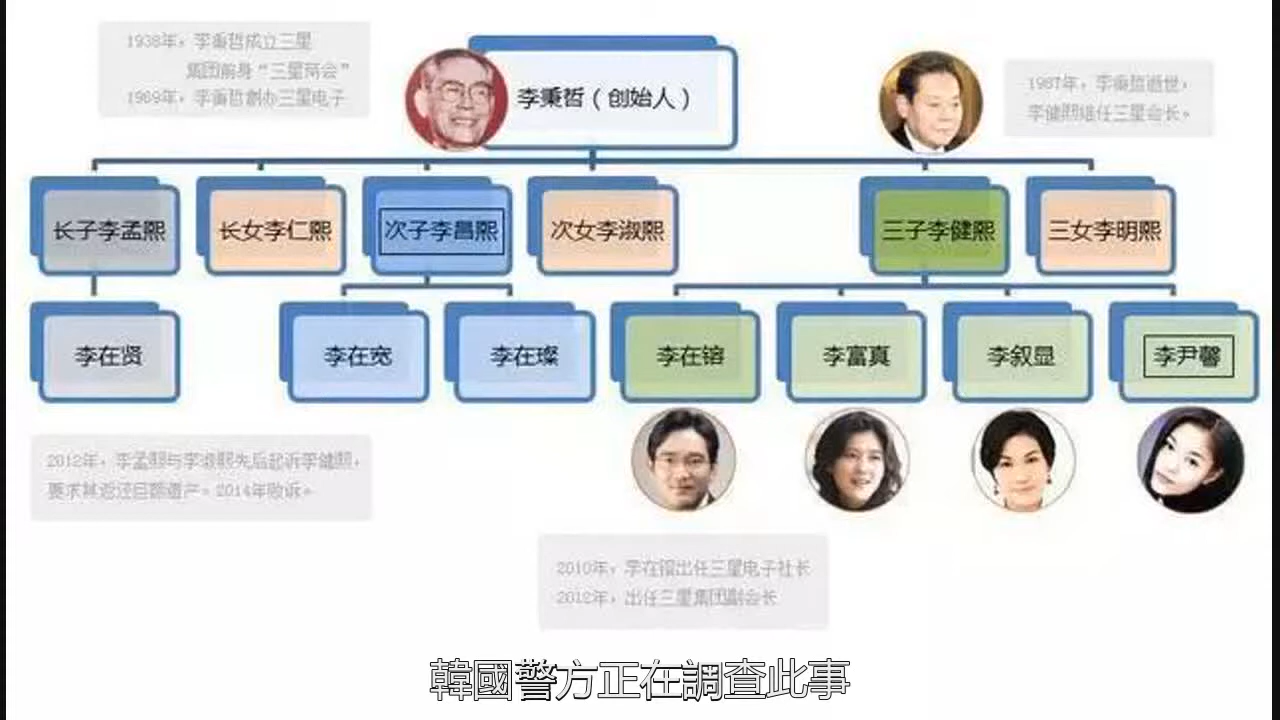 1938年，李秉哲成立三星
集团前身“三星商会”
1969年，李秉哲创办三星电子
李秉哲（创始人）
1987年，李秉哲逝世，
李健熙继任三星会长。
长子李孟熙
长女李仁熙
次子李昌熙
次女李淑熙
三子李健熙
三女李明熙
李在贤
李在宽
李在璨
李在镕
李富真
李叙显
李尹馨
2012年，李孟熙与李淑熙先后起诉李健熙，
要求其返还巨额遗产。2014年败诉。
2010年，李在镕出任三星电子社长
2012年，出任三星集团副会长
韓國警方正在調查此事